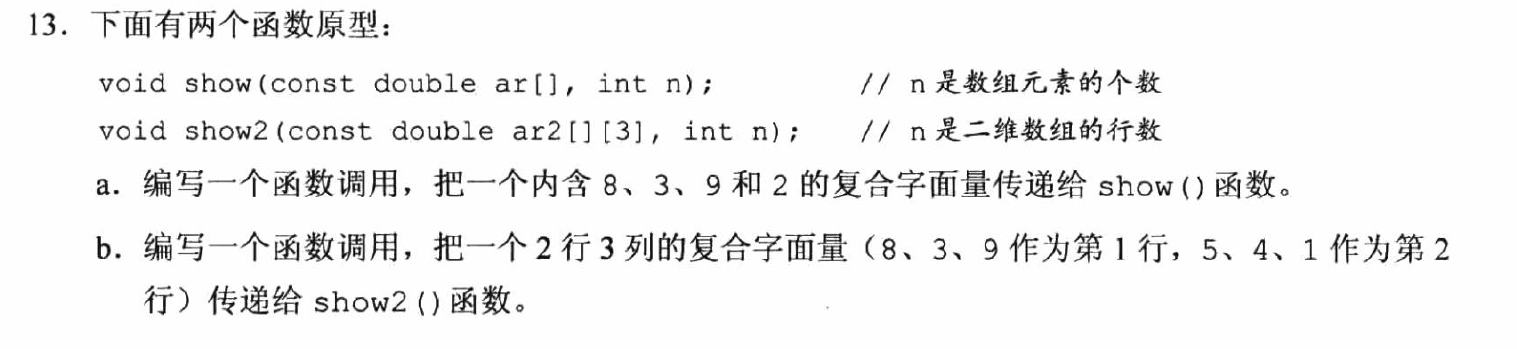 13. 下面有两个函数原型:
void show(const double ar[], int n); // n 是数组元素的个数
void show2(const double ar2[][3], int n); // n 是二维数组的行数
a. 编写一个函数调用，把一个内含 8、3、9 和 2 的复合字面量传递给 show()函数。
b. 编写一个函数调用，把一个 2 行 3 列的复合字面量（8、3、9 作为第 1 行，5、4、1 作为第 2
行）传递给 show2()函数。